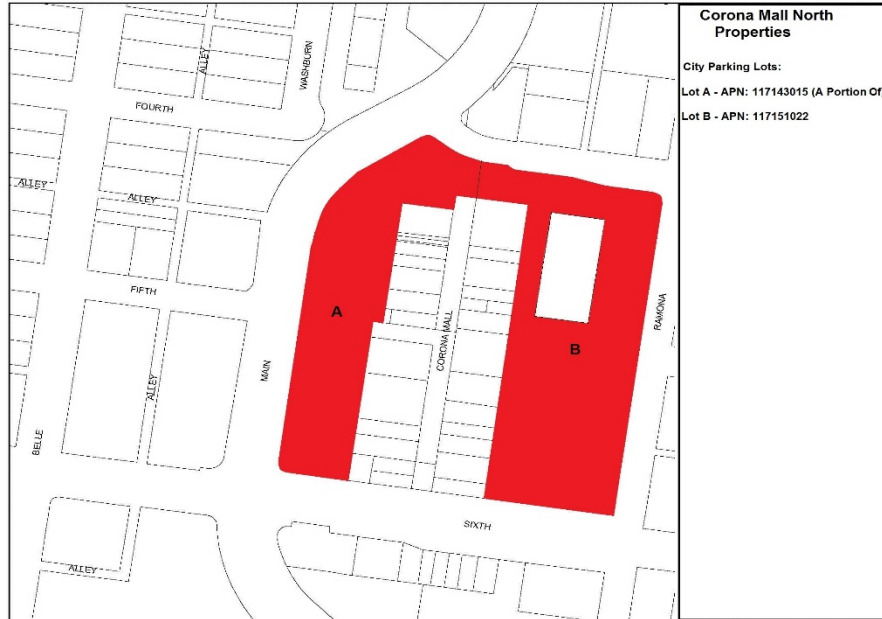 Corona Mall North
Properties
City Parking Lots:
Lot A - APN: 117143015 (A Portion Of)
Lot B - APN: 117151022
ALLEY
WASHBURN
FOURTH
ALLEY
ALLEY
FIFTH
A
CORONA MALL
B
RAMONA
MAIN
ALLEY
BELLE
SIXTH
ALLEY